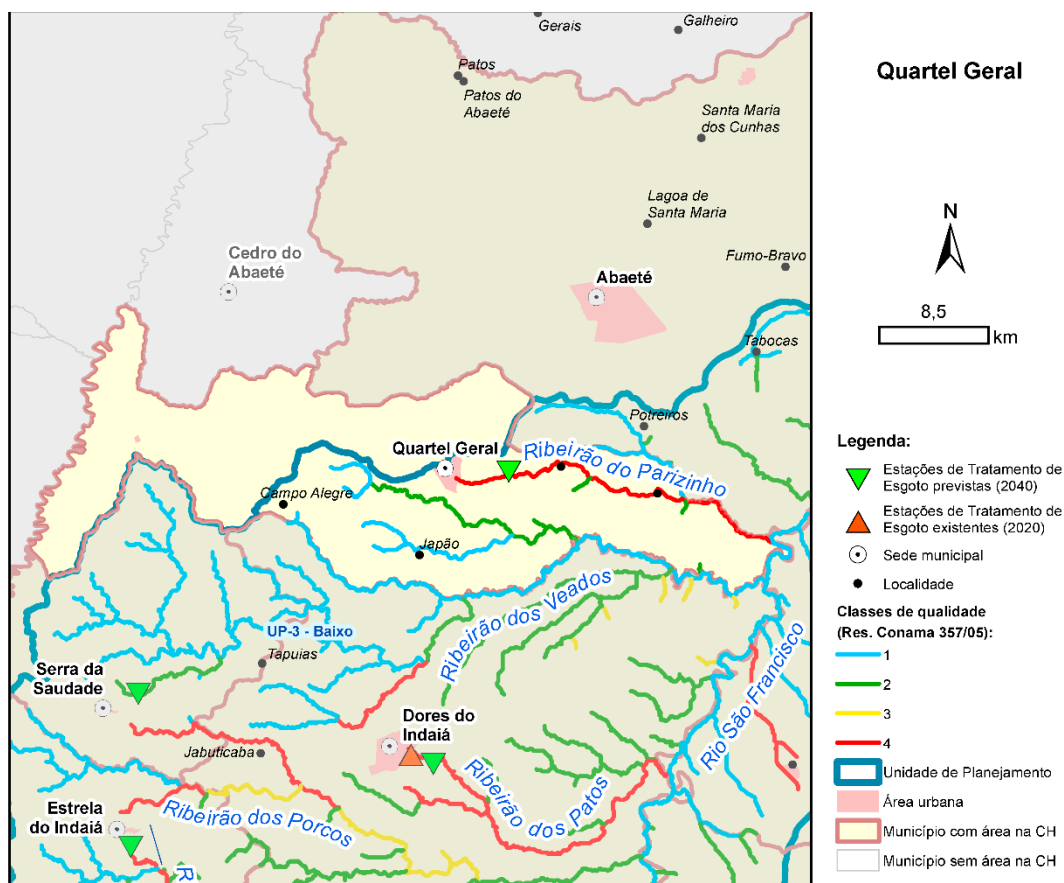 Gerais
Galheiro
Patos
Patos do
Abaeté
Santa Maria
dos Cunhas
Lagoa de
Santa Maria
Cedro do
Abaeté
Fumo-Bravo
Abaeté
Tabocas
Potreiros
Quartel Geral
Ribeirão do Parizinho
Campo Alegre
Japão
Ribeirão dos Veados
UP-3 - Baixo
Tapuias
Serra da
Saudade
Rio São Francisco
Dores do
Indaiá
Jabuticaba
Ribeirão dos Patos
Estrela
do Indaiá
Ribeirão dos Porcos
R
Quartel Geral
N
8,5
km
Legenda:
Estações de Tratamento de
Esgoto previstas (2040)
Estações de Tratamento de
Esgoto existentes (2020)
Sede municipal
Localidade
Classes de qualidade
(Res. Conama 357/05):
1
2
3
4
Unidade de Planejamento
Área urbana
Município com área na CH
Município sem área na CH